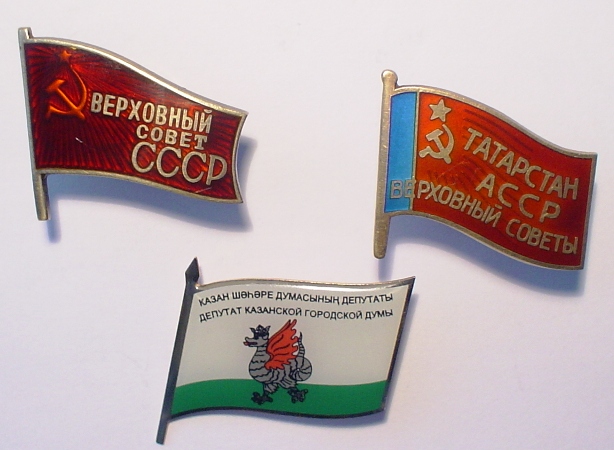 ВЕРХОВНЫЙ
СОВЕТ
СССР
ТАТАРСТАН
АССР
ВЕРХОВНЫЙ СОВЕТЫ
КАЗАН ШӘҺӘРЕ ДУМАСЫНЫҢ ДЕПУТАТЫ
ДЕПУТАТ КАЗАНСКОЙ ГОРОДСКОЙ ДУМЫ